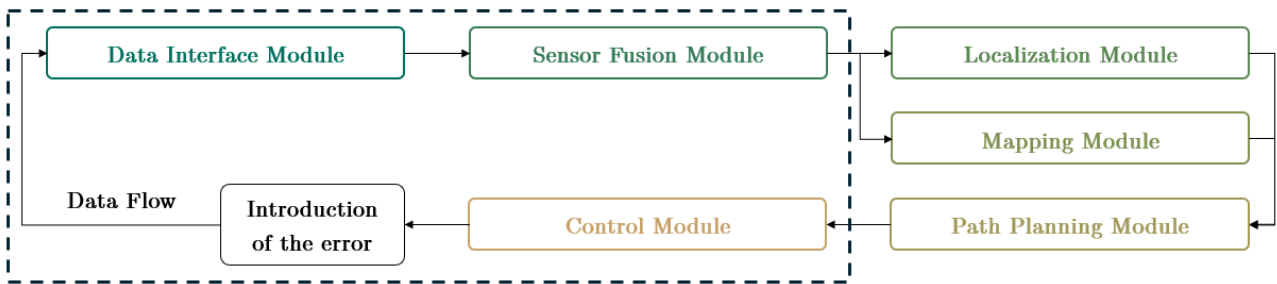 Data Interface Module
Sensor Fusion Module
Localization Module
Mapping Module
Data Flow
Introduction
of the error
Control Module
Path Planning Module